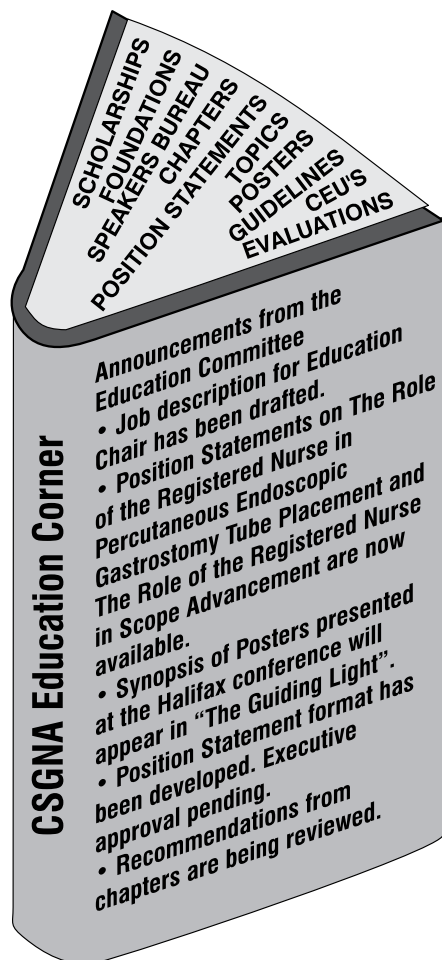 SCHOLARSHIPS
FOUNDATIONS
SPEAKERS BUREAU
CHAPTERS
POSITION STATEMENTS
TOPICS
POSTERS
GUIDELINES
CEU'S
EVALUATIONS
CSGNA Education Corner
Announcements from the
Education Committee
• Job description for Education
Chair has been drafted.
• Position Statements on The Role
of the Registered Nurse in
Percutaneous Endoscopic
Gastrostomy Tube Placement and
The Role of the Registered Nurse
in Scope Advancement are now
available.
• Synopsis of Posters presented
at the Halifax conference will
appear in “The Guiding Light”.
• Position Statement format has
been developed. Executive
approval pending.
• Recommendations from
chapters are being reviewed.